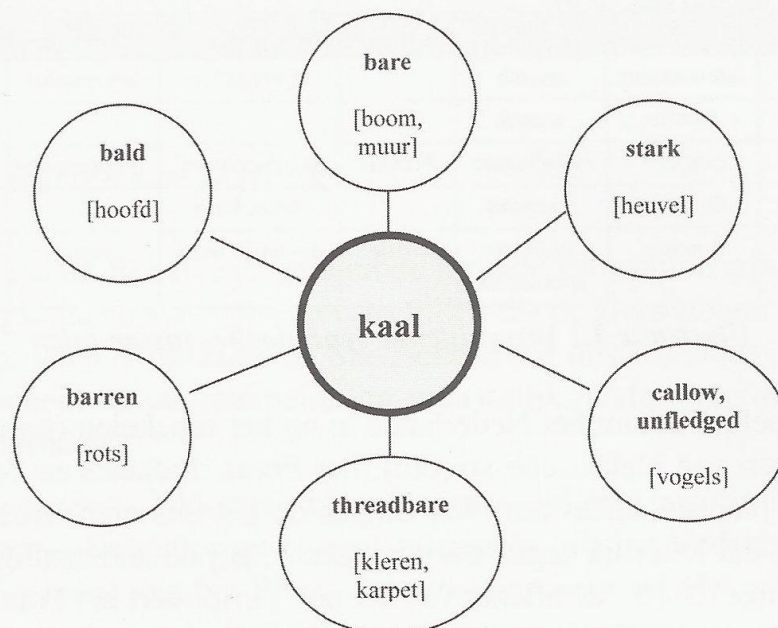 bare
[boom,
muur]
bald
[hoofd]
stark
[heuvel]
kaal
barren
[rots]
callow,
unfledged
[vogels]
threadbare
[kleren,
karpet]